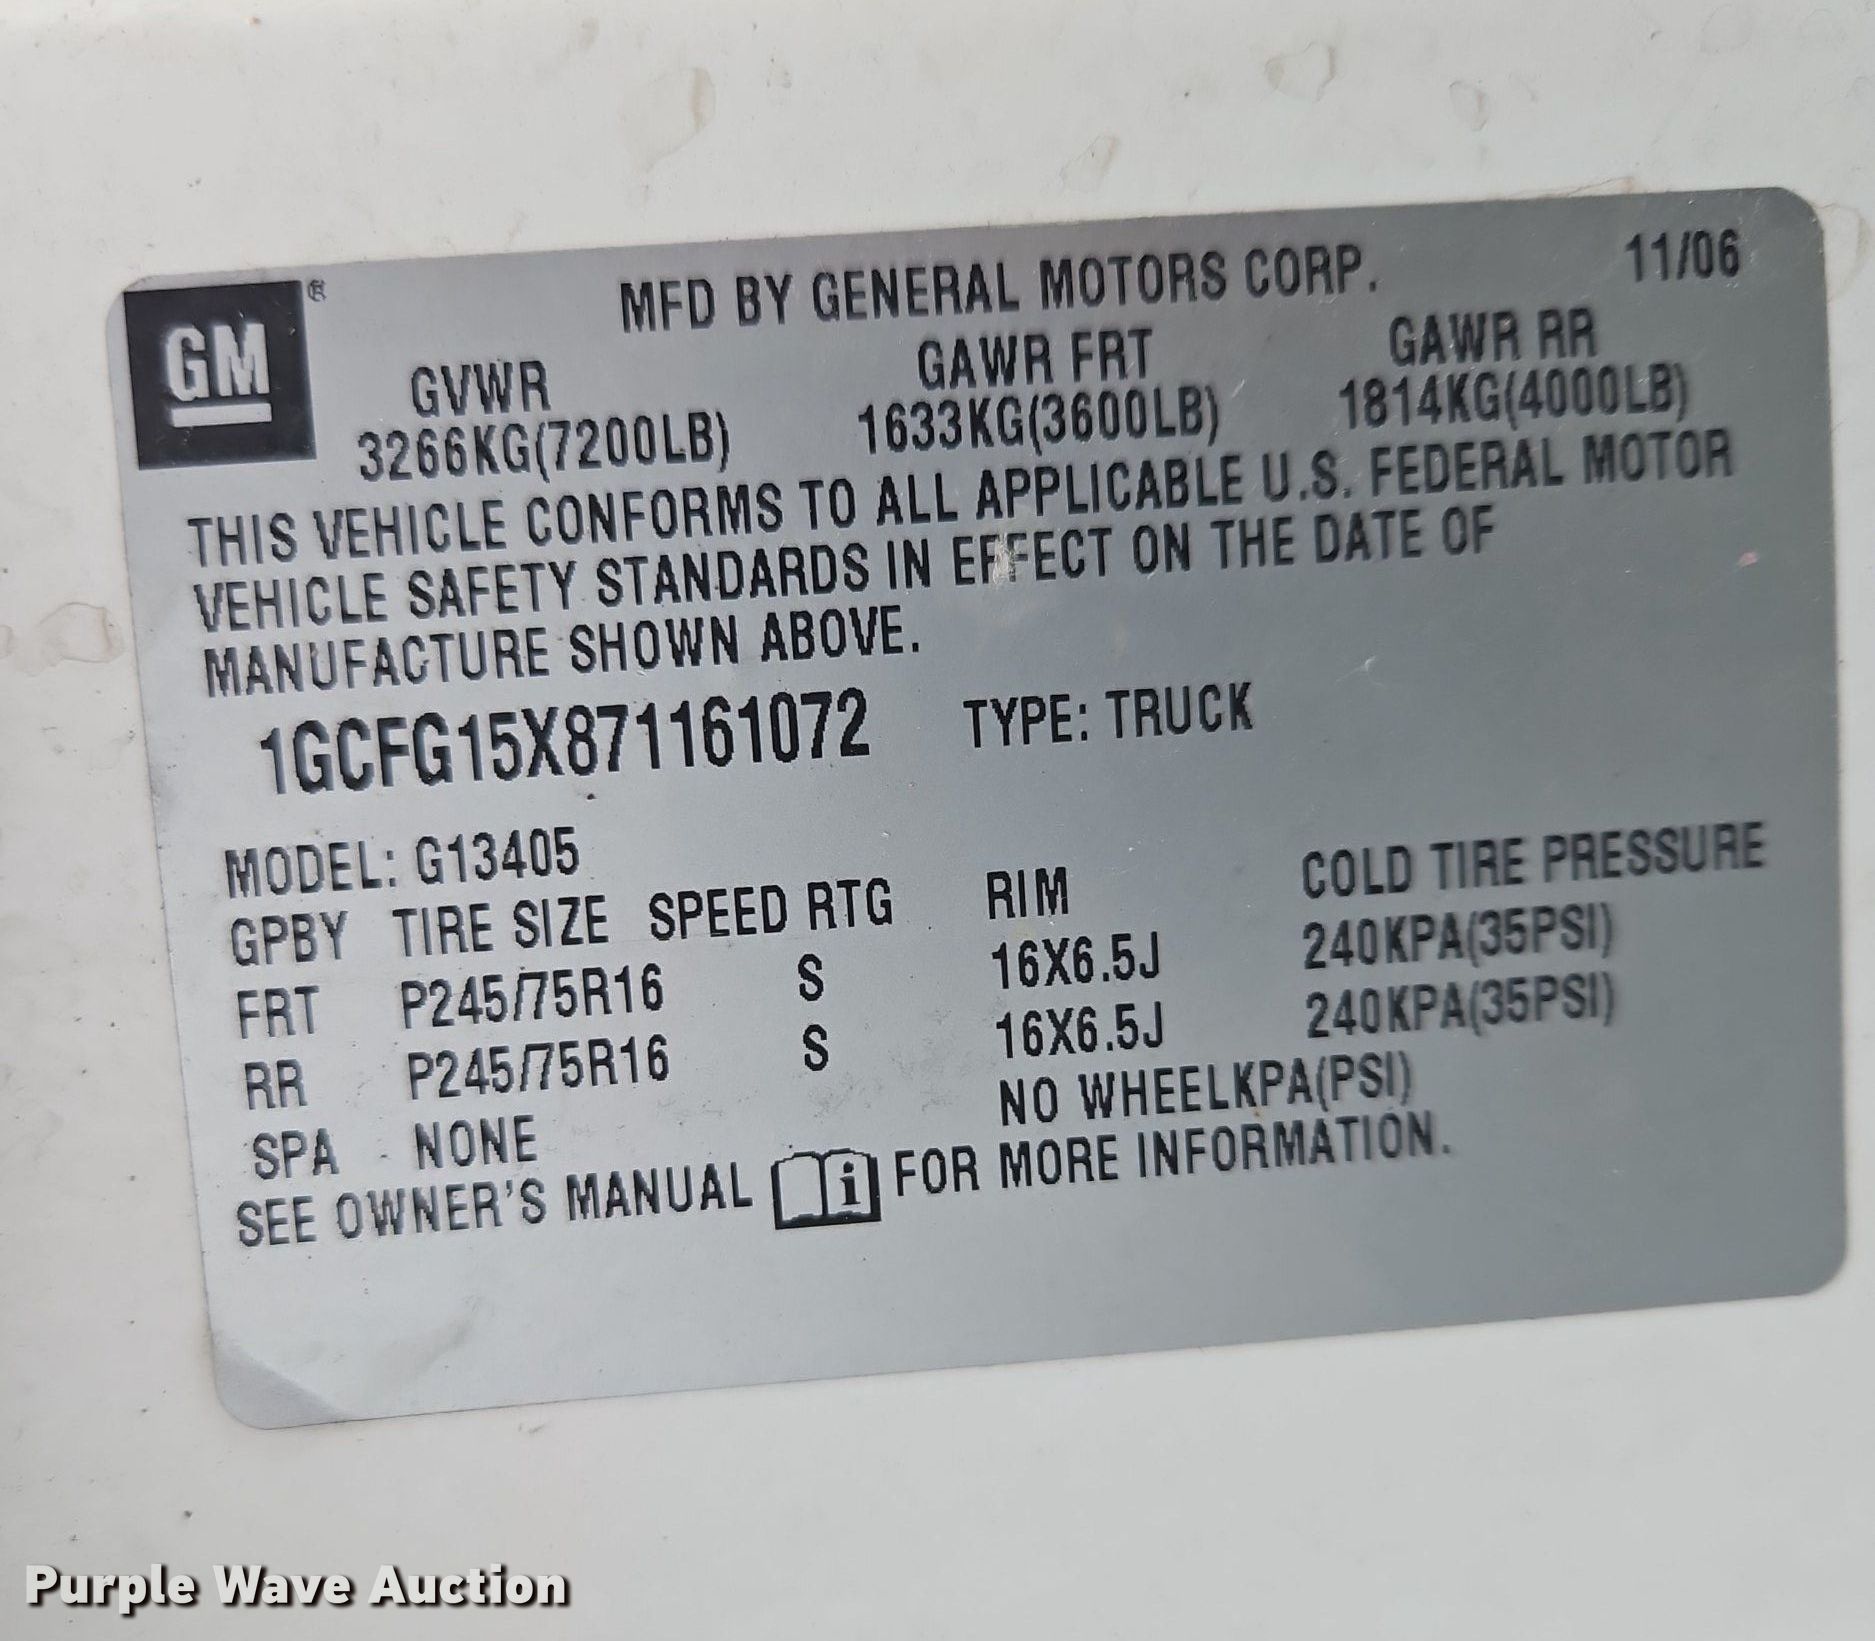 GM ®
MFD BY GENERAL MOTORS CORP. 11/06
GVWR GAWR FRT GAWR RR
3266KG(7200LB) 1633KG(3600LB) 1814KG(4000LB)
THIS VEHICLE CONFORMS TO ALL APPLICABLE U.S. FEDERAL MOTOR
VEHICLE SAFETY STANDARDS IN EFFECT ON THE DATE OF
MANUFACTURE SHOWN ABOVE.
1GCFG15X871161072 TYPE: TRUCK
MODEL: G13405
GPBY TIRE SIZE SPEED RTG RIM COLD TIRE PRESSURE
FRT P245/75R16 S 16X6.5J 240KPA(35PSI)
RR P245/75R16 S 16X6.5J 240KPA(35PSI)
SPA NONE NO WHEELKPA(PSI)
SEE OWNER'S MANUAL i FOR MORE INFORMATION.
Purple Wave Auction